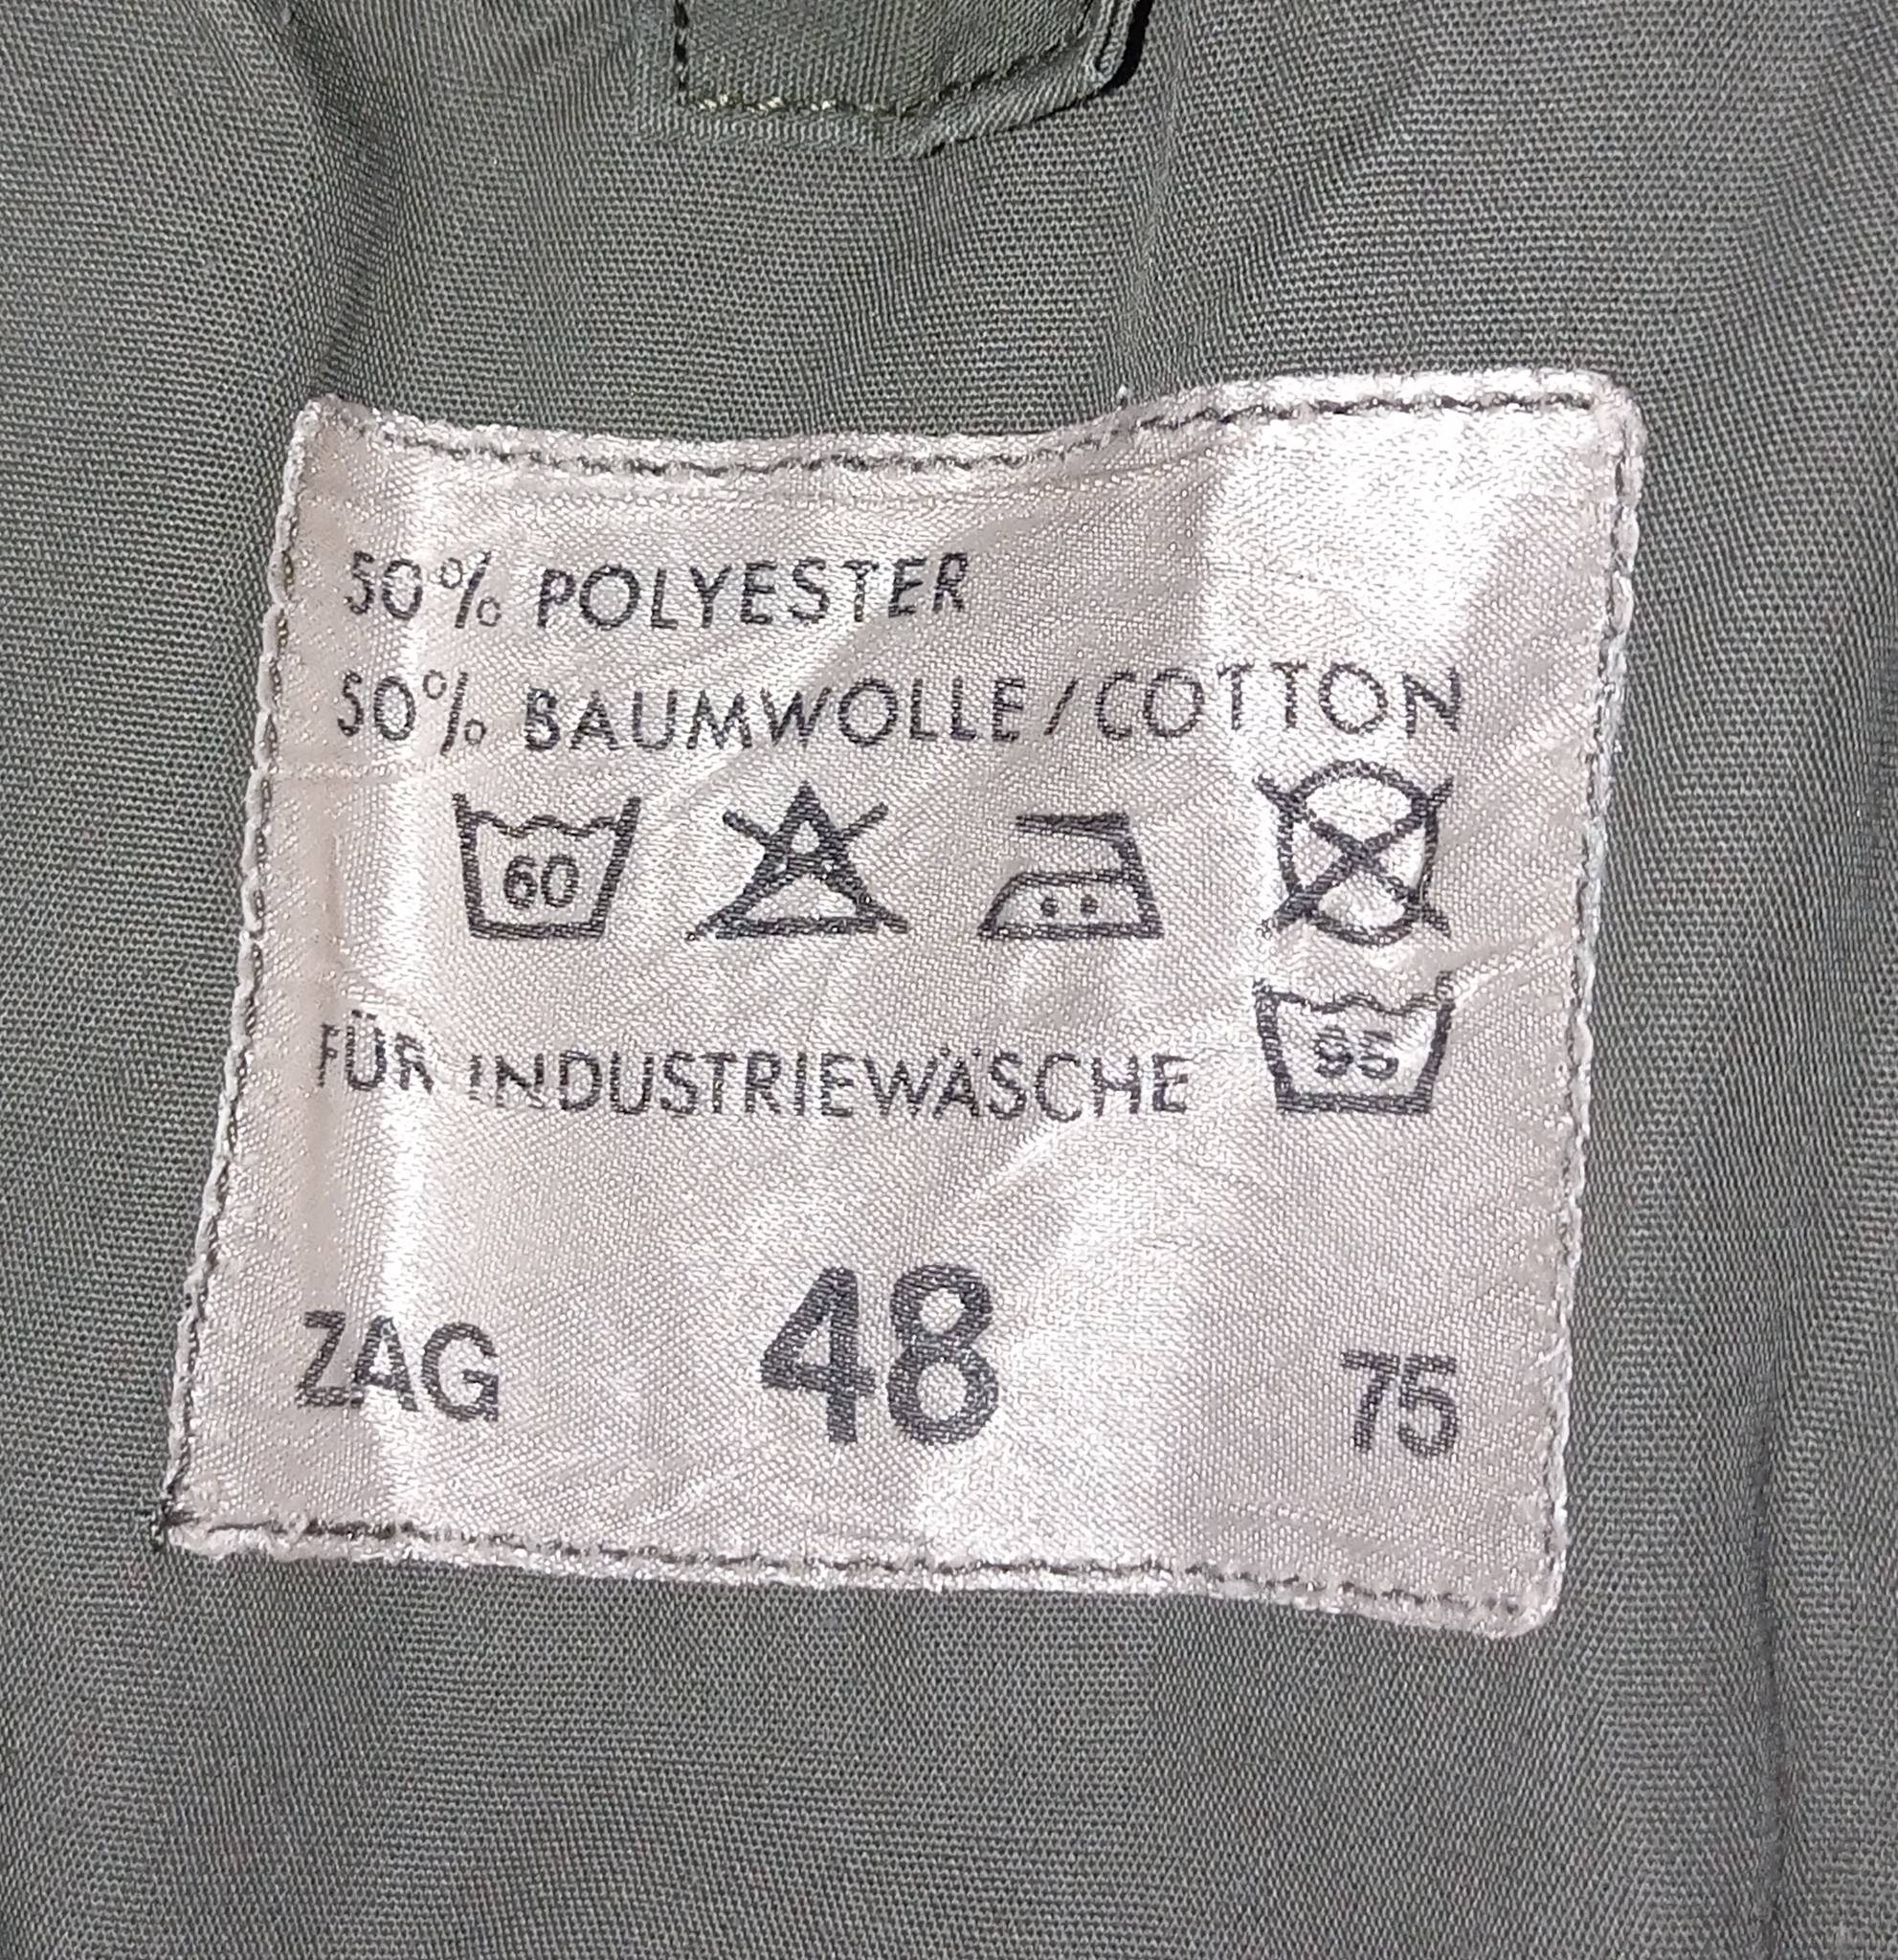 50% POLYESTER
50% BAUMWOLLE/COTTON
60
FÜR INDUSTRIEWÄSCHE 95
ZAG 48 75